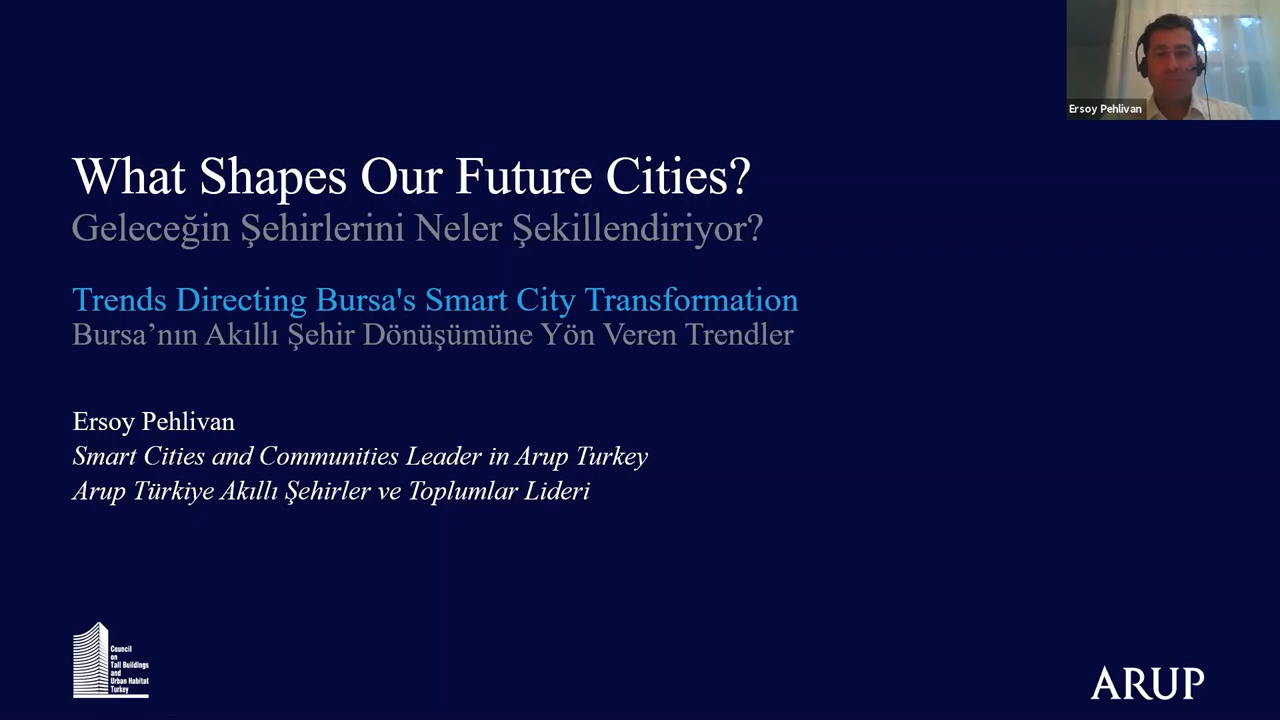 Ersoy Pehlivan
What Shapes Our Future Cities?
Geleceğin Şehirlerini Neler Şekillendiriyor?
Trends Directing Bursa's Smart City Transformation
Bursa’nın Akıllı Şehir Dönüşümüne Yön Veren Trendler
Ersoy Pehlivan
Smart Cities and Communities Leader in Arup Turkey
Arup Türkiye Akıllı Şehirler ve Toplumlar Lideri
Council
on
Tall Buildings
and
Urban Habitat
Turkey
ARUP